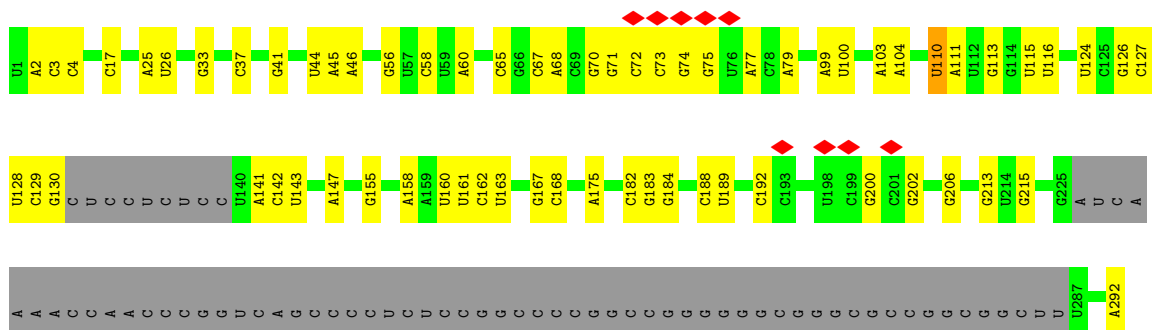 U1 A2 C3 C4 C17 A25 U26 G33 C37 G41 U44 A45 A46 G56 U57 C58 U59 A60 C65 G66 C67 A68 C69 G70 G71 C72 C73 G74 G75 U76 A77 C78 A79 A99 U100 A103 A104 U110 A111 U112 G113 G114 U115 U116 U124 C125 G126 C127
U128 C129 G130 C U C C U C U C C U140 A141 C142 U143 A147 G155 A158 A159 U160 U161 C162 U163 G167 C168 A175 C182 G183 G184 C188 U189 C192 C193 U198 C199 G200 C201 G202 G206 G213 U214 G215 G225 A U C A
A A A C C A A C C C G G U C A G C C C C U C U C C G G C C C C G G C C G G G G C G G G C G C C G G G C U U U287 A292